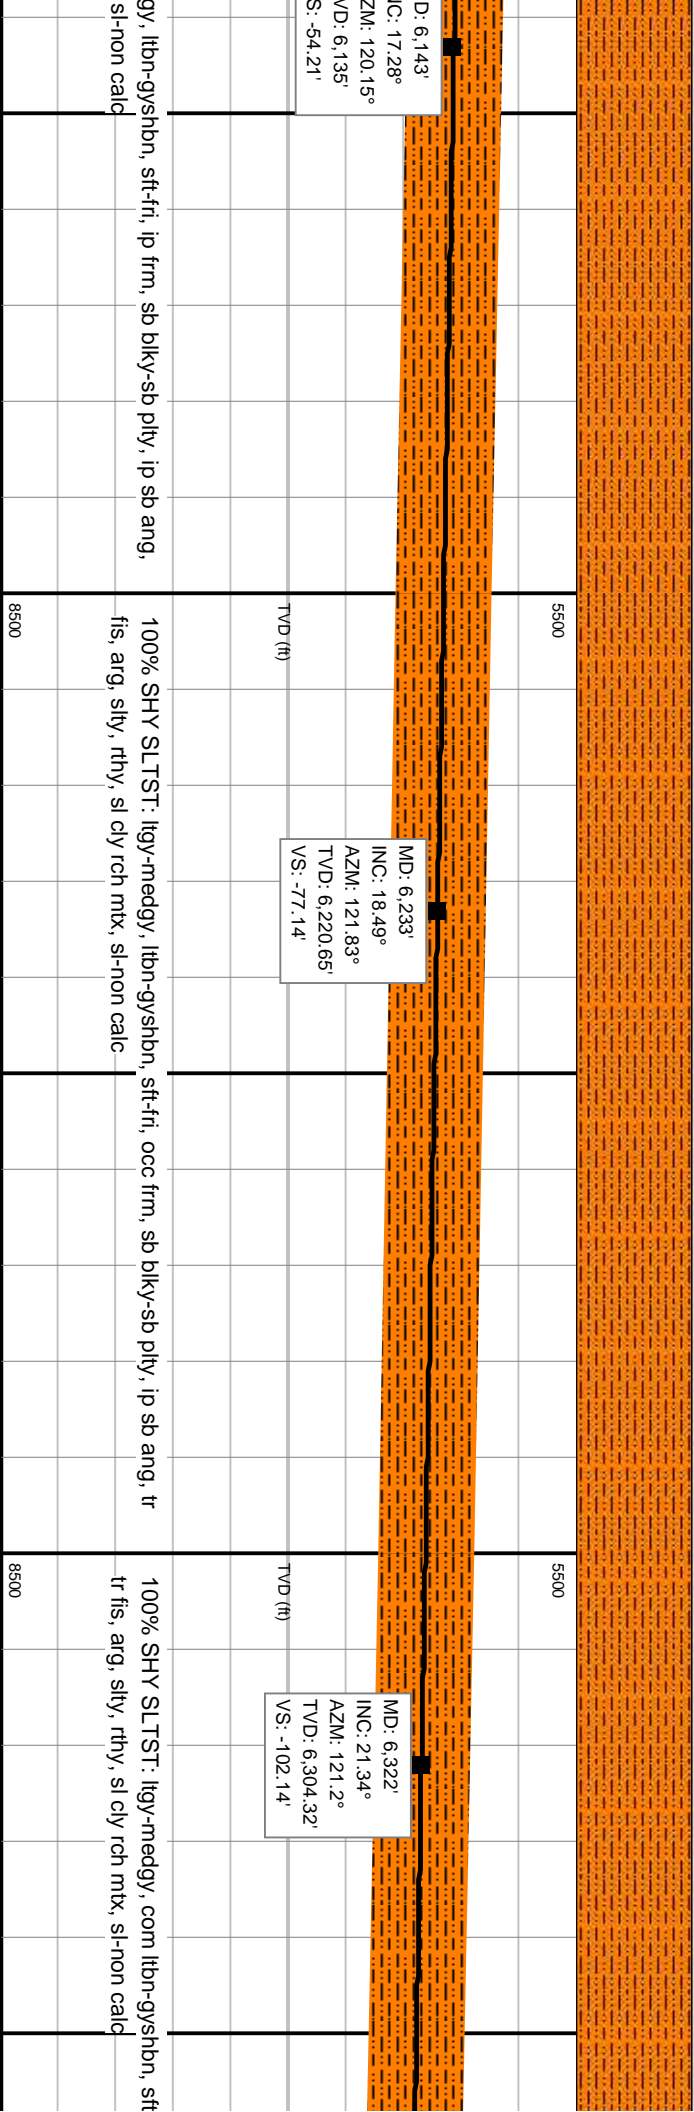 D: 6,143'
NC: 17.28°
ZM: 120.15°
VD: 6,135'
S: -54.21'
gy, ltbn-gyshbn, sft-fri, ip frm, sb blky-sb plty, ip sb ang,
sl-non calc
5500
TVD (ft)
8500
MD: 6,233'
INC: 18.49°
AZM: 121.83°
TVD: 6,220.65'
VS: -77.14'
100% SHY SLTST: ltgy-medgy, ltbn-gyshbn, sft-fri, occ frm, sb blky-sb plty, ip sb ang, tr
fis, arg, slty, rthy, sl cly rch mtx, sl-non calc
5500
TVD (ft)
8500
MD: 6,322'
INC: 21.34°
AZM: 121.2°
TVD: 6,304.32'
VS: -102.14'
100% SHY SLTST: ltgy-medgy, com ltbn-gyshbn, sft
tr fis, arg, slty, rthy, sl cly rch mtx, sl-non calc